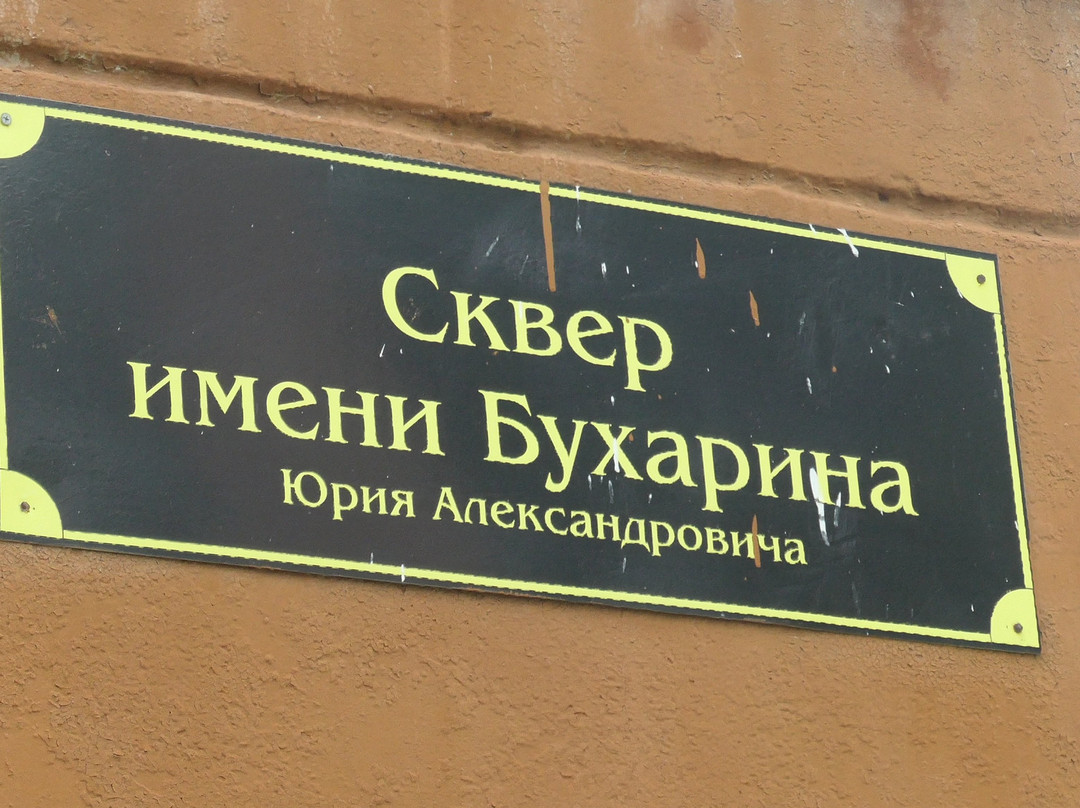 Сквер
имени Бухарина
Юрия Александровича